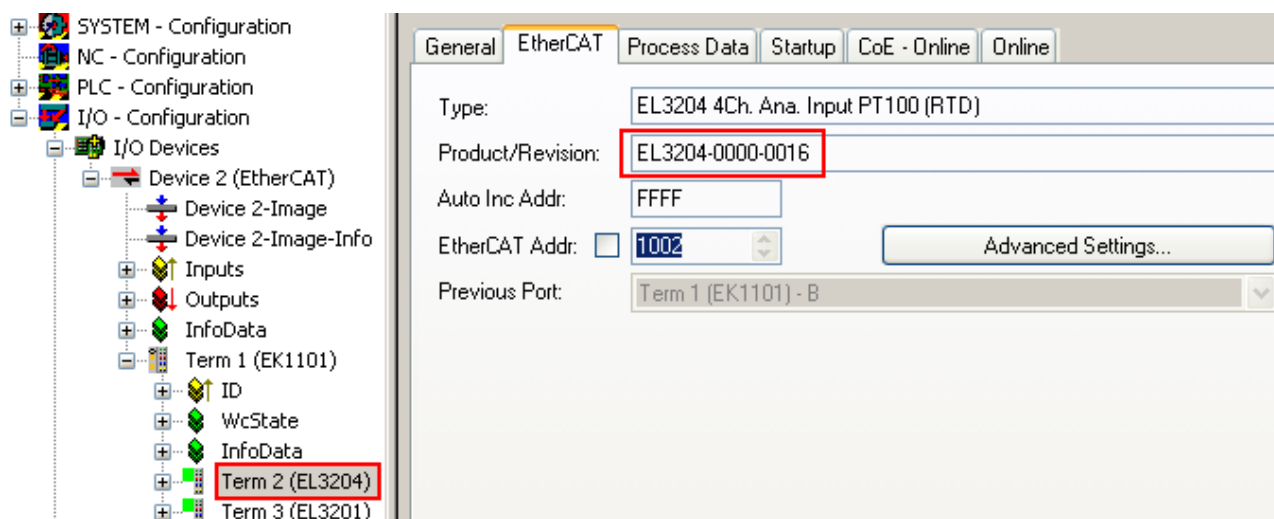 SYSTEM - Configuration
NC - Configuration
PLC - Configuration
I/O - Configuration
I/O Devices
Device 2 (EtherCAT)
Device 2-Image
Device 2-Image-Info
Inputs
Outputs
InfoData
Term 1 (EK1101)
ID
WcState
InfoData
Term 2 (EL3204)
Term 3 (EL3201)
General EtherCAT Process Data Startup CoE - Online Online
Type: EL3204 4Ch. Ana. Input PT100 (RTD)
Product/Revision: EL3204-0000-0016
Auto Inc Addr: FFFF
EtherCAT Addr: 1002 Advanced Settings...
Previous Port: Term 1 (EK1101) - B